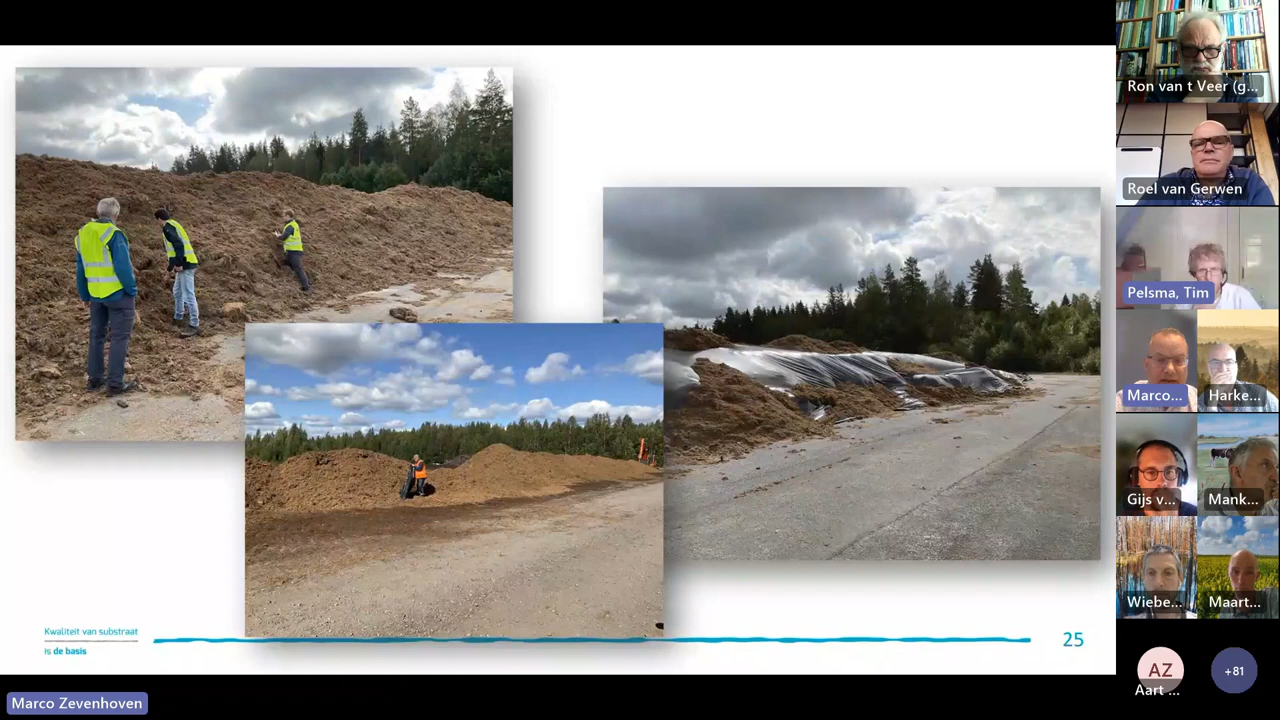 Ron van t Veer (g...
Roel van Gerwen
Pelsma, Tim
Marco...
Harke...
Gijs v...
Mank...
Wiebe...
Maart...
AZ
Aart ...
+81
Kwaliteit van substraat
is de basis
25
Marco Zevenhoven